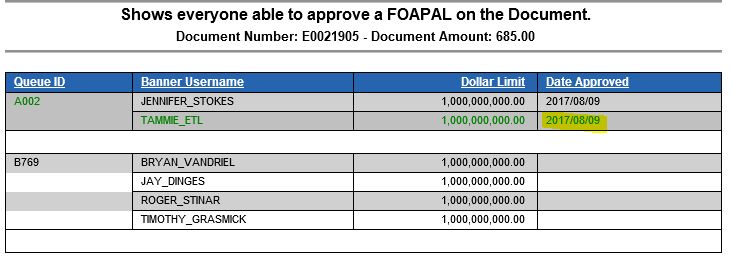 Shows everyone able to approve a FOAPAL on the Document.
Document Number: E0021905 - Document Amount: 685.00
Queue ID Banner Username Dollar Limit Date Approved
A002 JENNIFER_STOKES 1,000,000,000.00 2017/08/09
TAMMIE_ETL 1,000,000,000.00 2017/08/09
B769 BRYAN_VANDRIEL 1,000,000,000.00
JAY_DINGES 1,000,000,000.00
ROGER_STINAR 1,000,000,000.00
TIMOTHY_GRASMICK 1,000,000,000.00